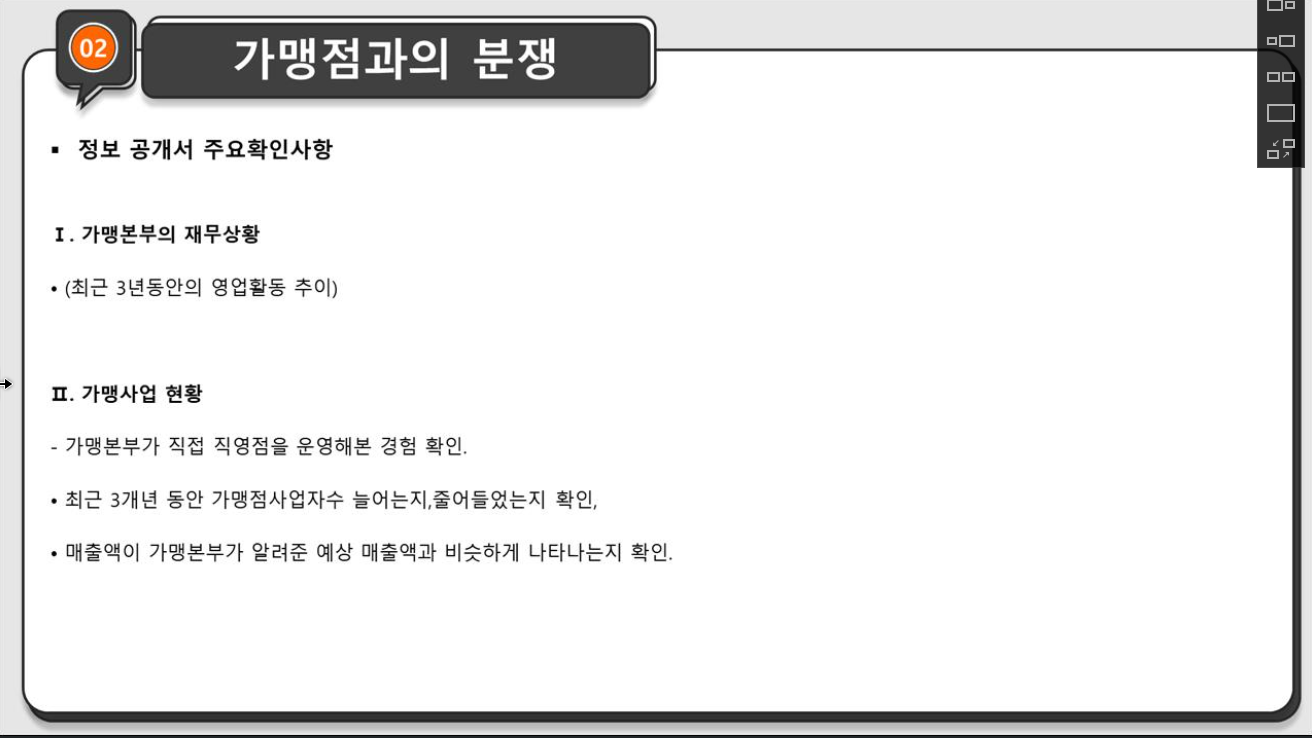 02
가맹점과의 분쟁
▪ 정보 공개서 주요확인사항
Ⅰ. 가맹본부의 재무상황
• (최근 3년동안의 영업활동 추이)
Ⅱ. 가맹사업 현황
- 가맹본부가 직접 직영점을 운영해본 경험 확인.
• 최근 3개년 동안 가맹점사업자수 늘어는지,줄어들었는지 확인,
• 매출액이 가맹본부가 알려준 예상 매출액과 비슷하게 나타나는지 확인.